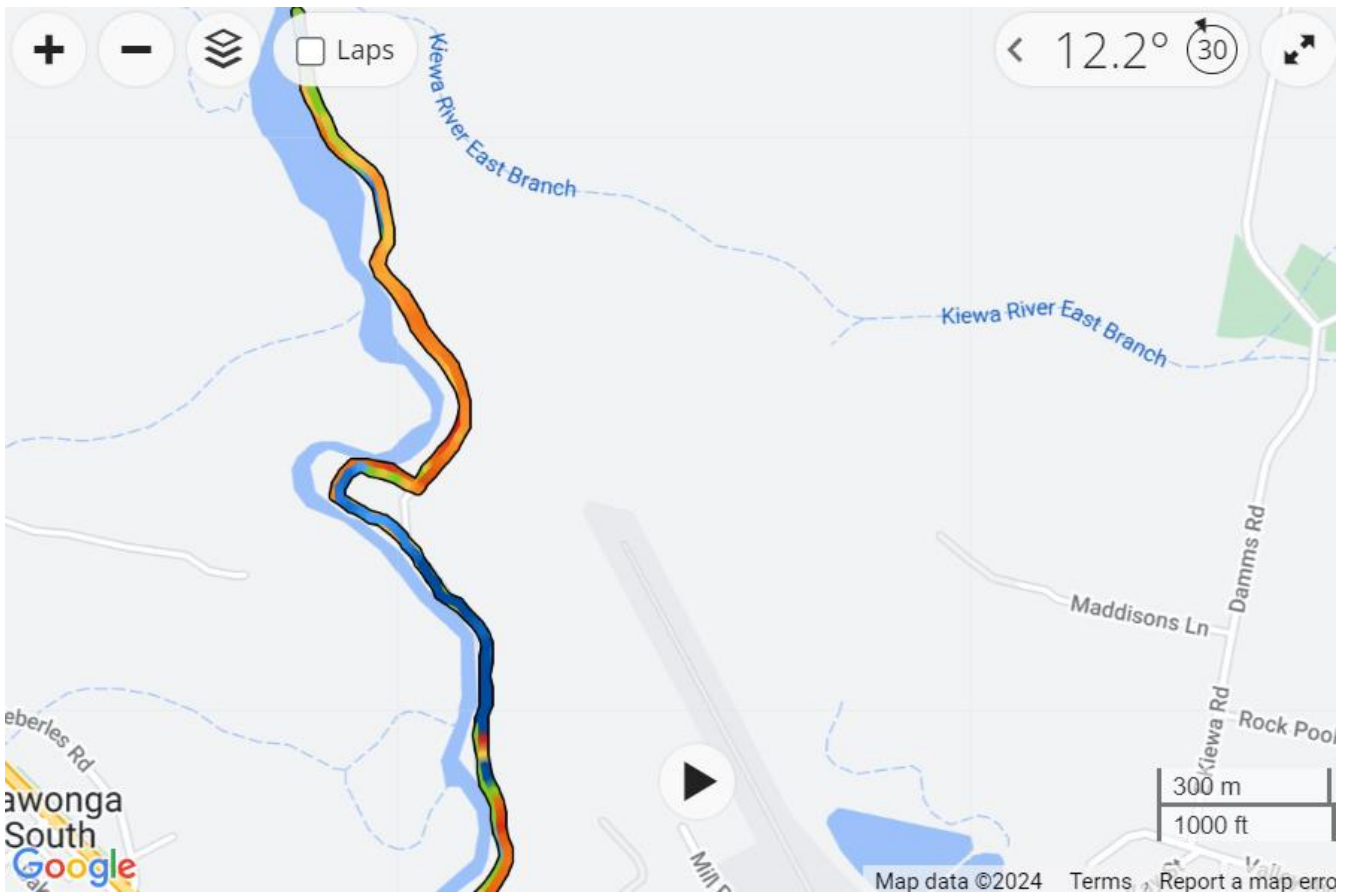 +
−
Laps
12.2°
30
Kiewa River East Branch
Kiewa River East Branch
Damms Rd
Maddisons Ln
Kiewa Rd
Rock Pool
eberles Rd
awonga
South
Google
Mill
300 m
1000 ft
Map data ©2024
Terms
Report a map erro